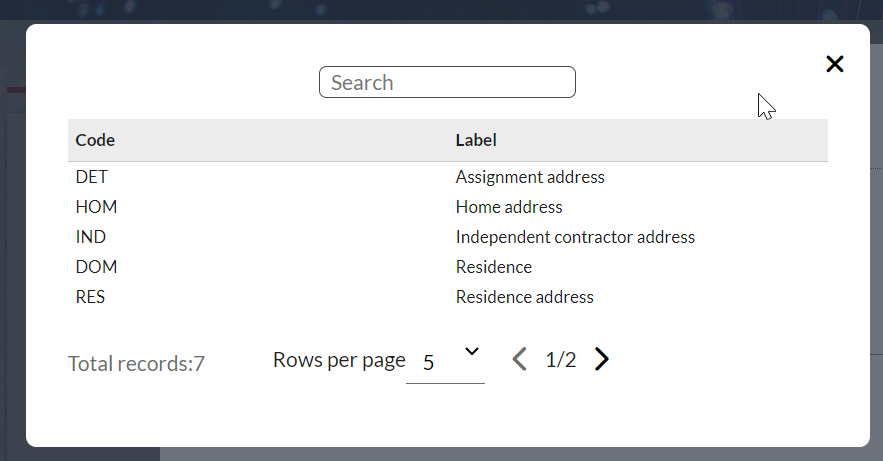 Search
Code Label
DET Assignment address
HOM Home address
IND Independent contractor address
DOM Residence
RES Residence address
Total records:7 Rows per page 5 1/2